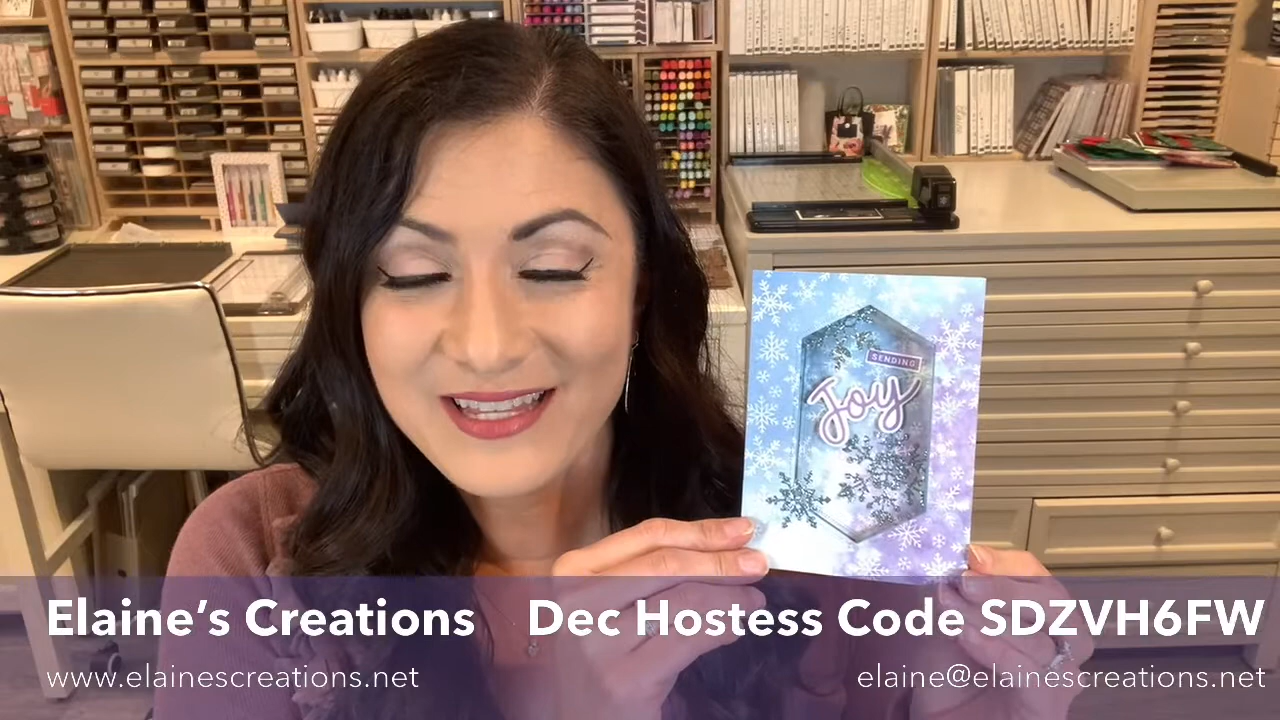 SENDING
Joy
Elaine's Creations Dec Hostess Code SDZVH6FW
www.elainescreations.net elaine@elainescreations.net